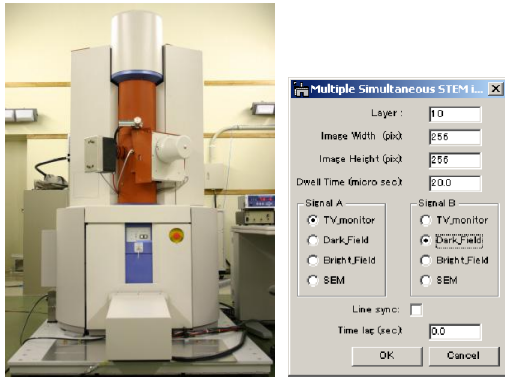 Multiple Simultaneous STEM i...
Layer : 10
Image Width (pix): 256
Image Height (pix): 256
Dwell Time (micro sec): 20.0
Signal A Signal B
TV_monitor TV_monitor
Dark_Field Dark_Field
Bright_Field Bright_Field
SEM SEM
Line sync:
Time lag (sec): 0.0
OK Cancel